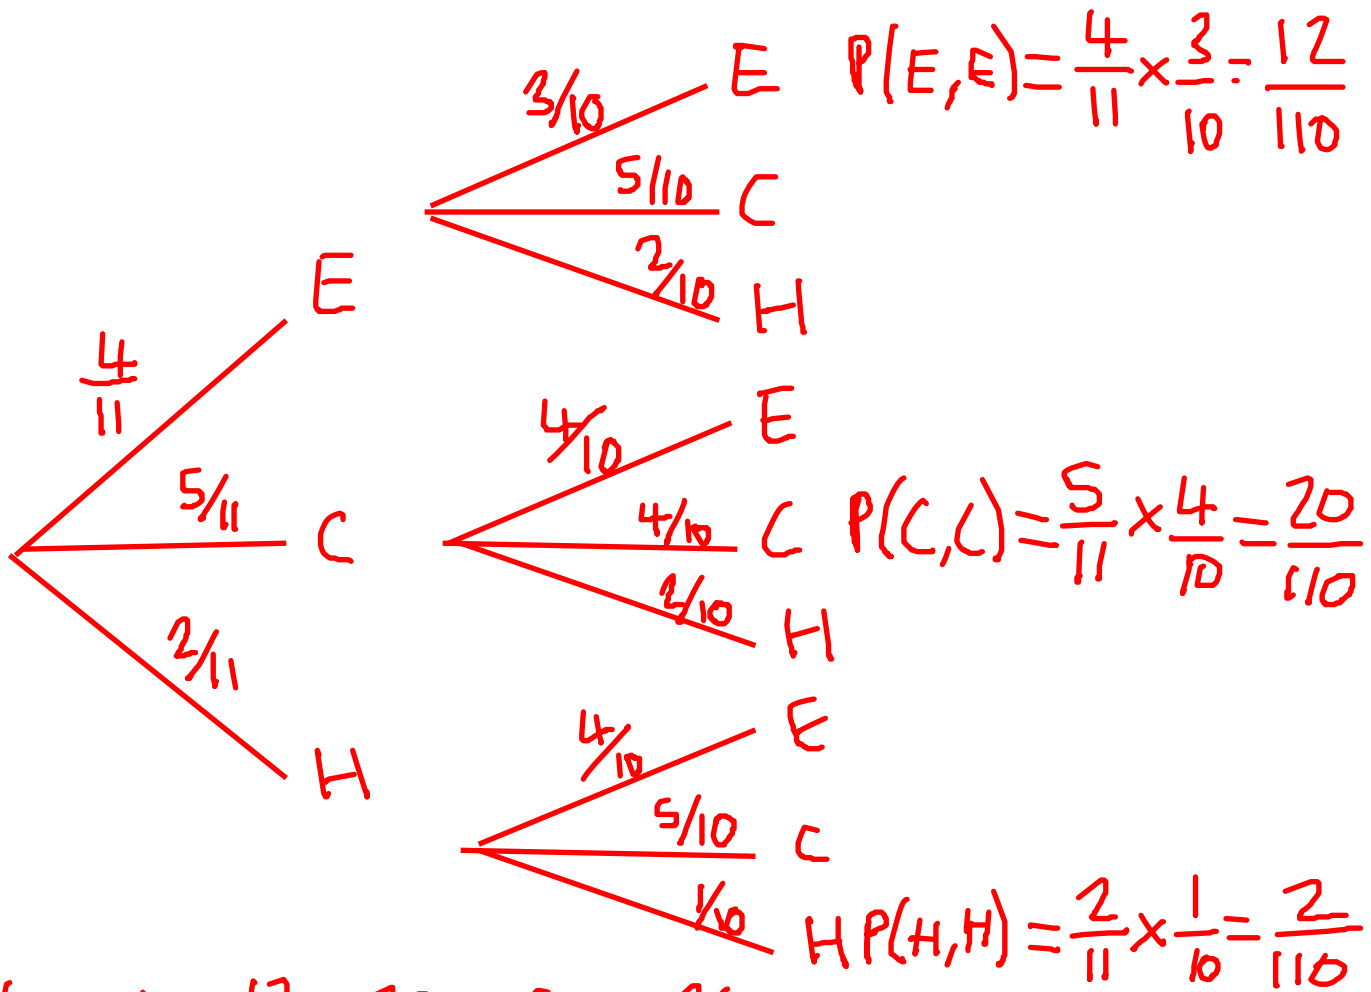 3/10 E P(E,E) = 4/11 × 3/10 = 12/110
5/10 C
2/10 H
4/11 E
4/10 E
5/11 C
4/10 C P(C,C) = 5/11 × 4/10 = 20/110
2/10 H
2/11 H
4/10 E
5/10 C
1/10 H P(H,H) = 2/11 × 1/10 = 2/110